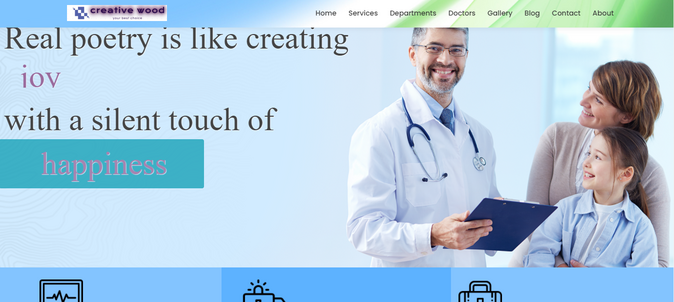 creative wood
your best choice
Home Services Departments Doctors Gallery Blog Contact About
Real poetry is like creating
joy
with a silent touch of
happiness